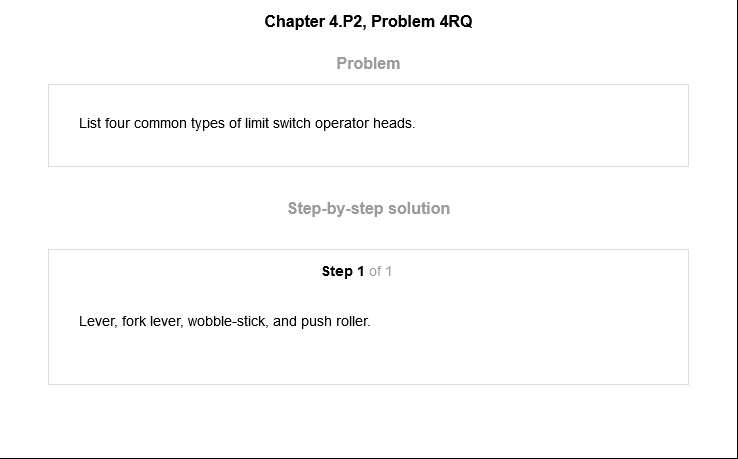 Chapter 4.P2, Problem 4RQ
Problem
List four common types of limit switch operator heads.
Step-by-step solution
Step 1 of 1
Lever, fork lever, wobble-stick, and push roller.